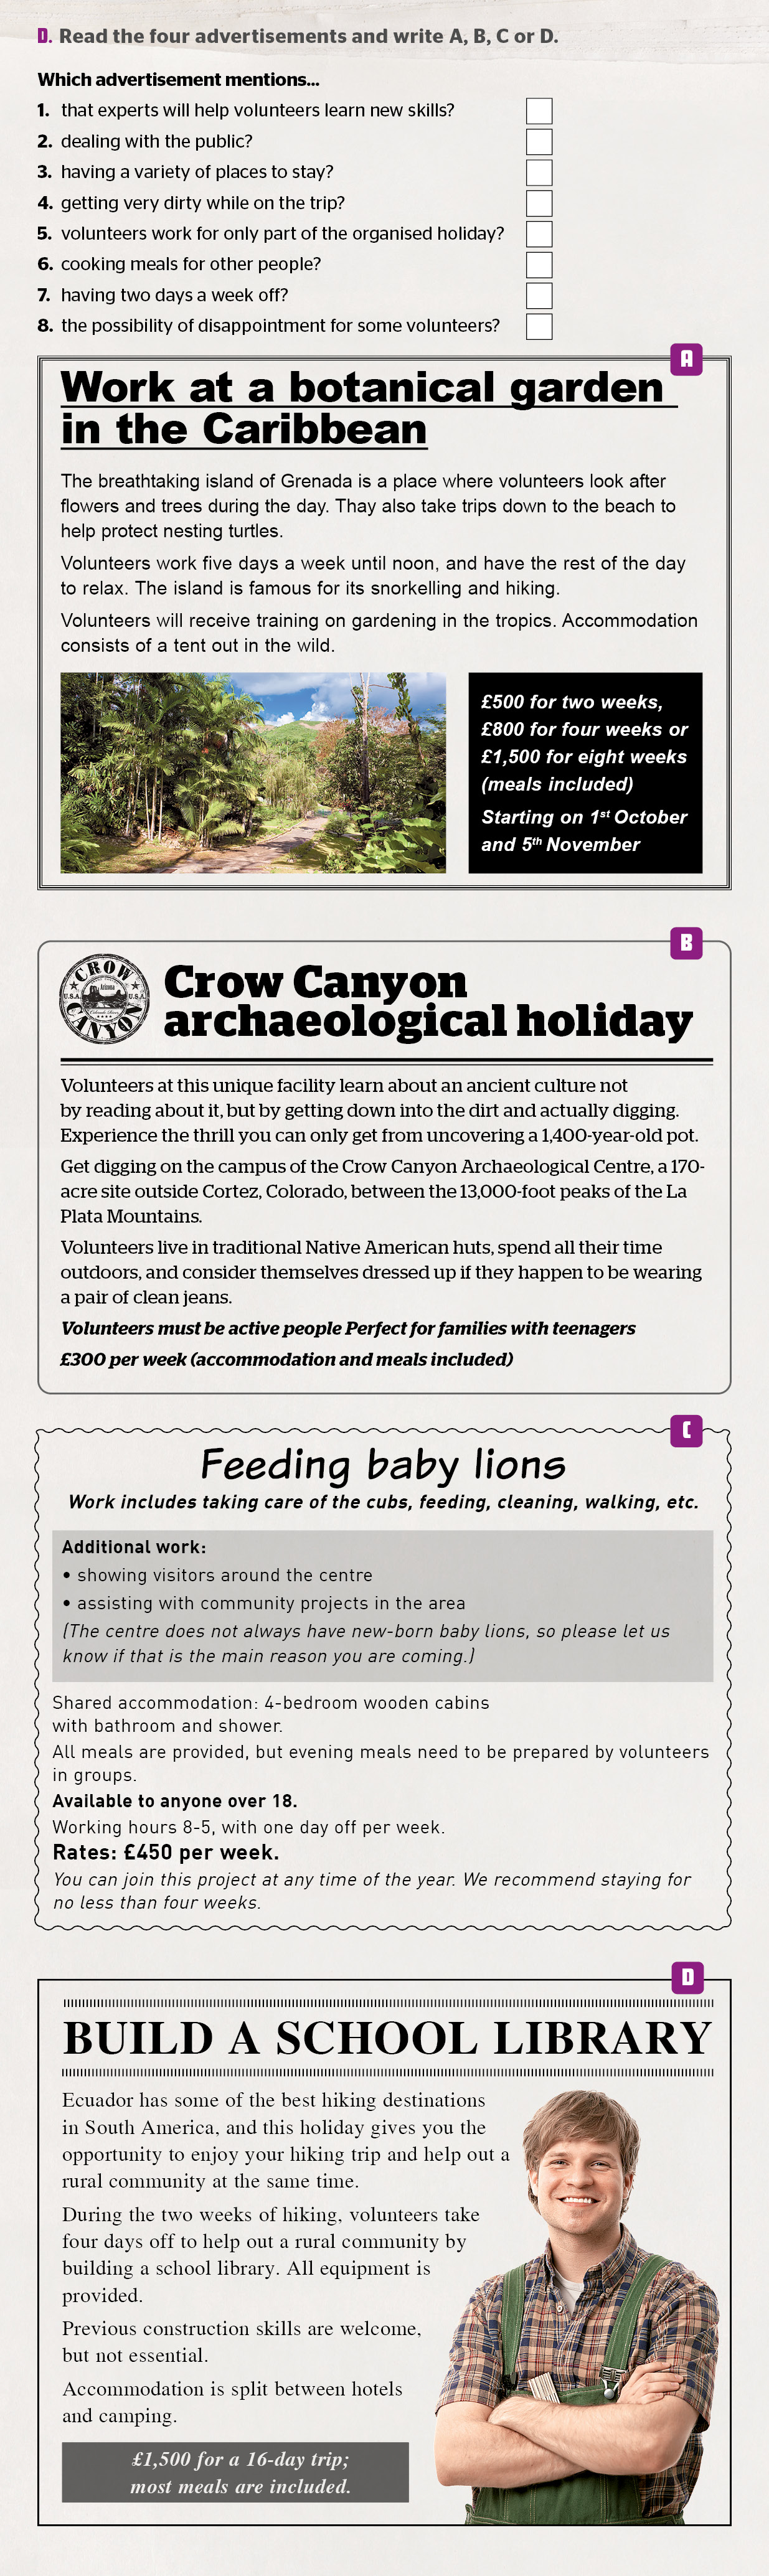 D. Read the four advertisements and write A, B, C or D.
Which advertisement mentions...
1. that experts will help volunteers learn new skills?
2. dealing with the public?
3. having a variety of places to stay?
4. getting very dirty while on the trip?
5. volunteers work for only part of the organised holiday?
6. cooking meals for other people?
7. having two days a week off?
8. the possibility of disappointment for some volunteers?
A
Work at a botanical garden
in the Caribbean
The breathtaking island of Grenada is a place where volunteers look after
flowers and trees during the day. Thay also take trips down to the beach to
help protect nesting turtles.
Volunteers work five days a week until noon, and have the rest of the day
to relax. The island is famous for its snorkelling and hiking.
Volunteers will receive training on gardening in the tropics. Accommodation
consists of a tent out in the wild.
£500 for two weeks,
£800 for four weeks or
£1,500 for eight weeks
(meals included)
Starting on 1st October
and 5th November
B
CROW
U.S.A. Arizona U.S.A.
CANYON
Crow Canyon
archaeological holiday
Volunteers at this unique facility learn about an ancient culture not
by reading about it, but by getting down into the dirt and actually digging.
Experience the thrill you can only get from uncovering a 1,400-year-old pot.
Get digging on the campus of the Crow Canyon Archaeological Centre, a 170-
acre site outside Cortez, Colorado, between the 13,000-foot peaks of the La
Plata Mountains.
Volunteers live in traditional Native American huts, spend all their time
outdoors, and consider themselves dressed up if they happen to be wearing
a pair of clean jeans.
Volunteers must be active people Perfect for families with teenagers
£300 per week (accommodation and meals included)
C
Feeding baby lions
Work includes taking care of the cubs, feeding, cleaning, walking, etc.
Additional work:
• showing visitors around the centre
• assisting with community projects in the area
(The centre does not always have new-born baby lions, so please let us
know if that is the main reason you are coming.)
Shared accommodation: 4-bedroom wooden cabins
with bathroom and shower.
All meals are provided, but evening meals need to be prepared by volunteers
in groups.
Available to anyone over 18.
Working hours 8-5, with one day off per week.
Rates: £450 per week.
You can join this project at any time of the year. We recommend staying for
no less than four weeks.
D
BUILD A SCHOOL LIBRARY
Ecuador has some of the best hiking destinations
in South America, and this holiday gives you the
opportunity to enjoy your hiking trip and help out a
rural community at the same time.
During the two weeks of hiking, volunteers take
four days off to help out a rural community by
building a school library. All equipment is
provided.
Previous construction skills are welcome,
but not essential.
Accommodation is split between hotels
and camping.
£1,500 for a 16-day trip;
most meals are included.